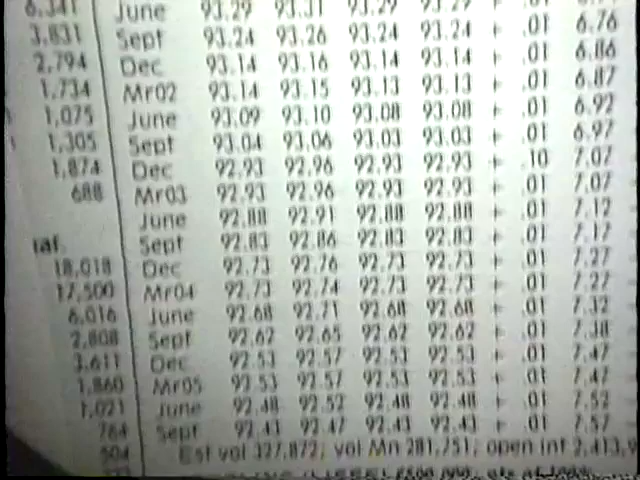 6,341 June 93.29 93.31 93.29 93.29 + .01
3,831 Sept 93.24 93.26 93.24 93.24 + .01 6.76
2,794 Dec 93.14 93.16 93.14 93.14 + .01 6.86
1,734 Mr02 93.14 93.15 93.13 93.13 + .01 6.87
1,075 June 93.09 93.10 93.08 93.08 + .01 6.92
1,305 Sept 93.04 93.06 93.03 93.03 + .01 6.97
1,874 Dec 92.93 92.96 92.93 92.93 + .10 7.07
688 Mr03 92.93 92.96 92.93 92.93 + .01 7.07
June 92.88 92.91 92.88 92.88 + .01 7.12
iaf. Sept 92.83 92.86 92.83 92.83 + .01 7.17
18,018 Dec 92.73 92.76 92.73 92.73 + .01 7.27
17,500 Mr04 92.73 92.74 92.73 92.73 + .01 7.27
6,016 June 92.68 92.71 92.68 92.68 + .01 7.32
2,808 Sept 92.62 92.65 92.62 92.62 + .01 7.38
3,611 Dec 92.53 92.57 92.53 92.53 + .01 7.47
1,860 Mr05 92.53 92.57 92.53 92.53 + .01 7.47
1,021 June 92.48 92.52 92.48 92.48 + .01 7.52
764 Sept 92.43 92.47 92.43 92.43 + .01 7.57
504 Est vol 327,872; vol Mn 281,751; open int 2,413,9